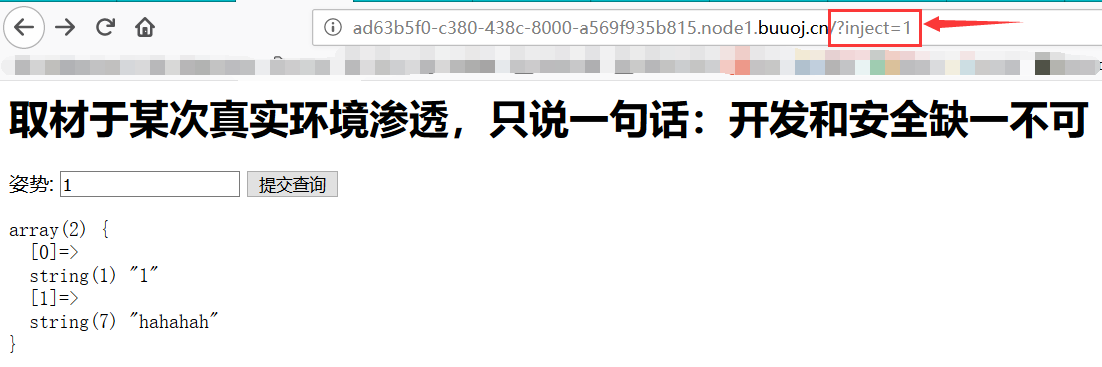 ad63b5f0-c380-438c-8000-a569f935b815.node1.buuoj.cn/?inject=1
取材于某次真实环境渗透，只说一句话：开发和安全缺一不可
姿势: 1 提交查询
array(2) {
  [0]=>
  string(1) "1"
  [1]=>
  string(7) "hahahah"
}